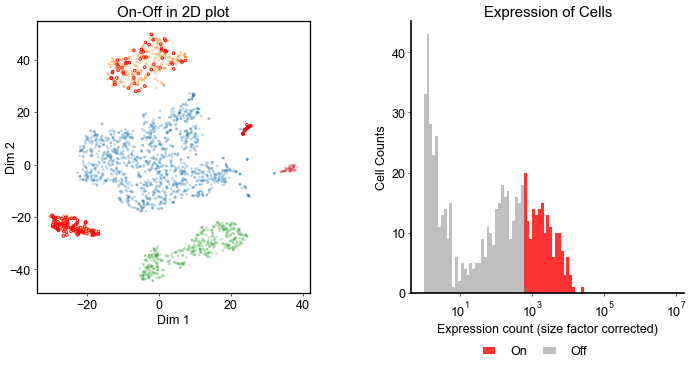 On-Off in 2D plot
Expression of Cells
40
20
0
−20
−40
Dim 2
−20
0
20
40
Dim 1
40
30
20
10
0
Cell Counts
10^1
10^3
10^5
10^7
Expression count (size factor corrected)
On
Off